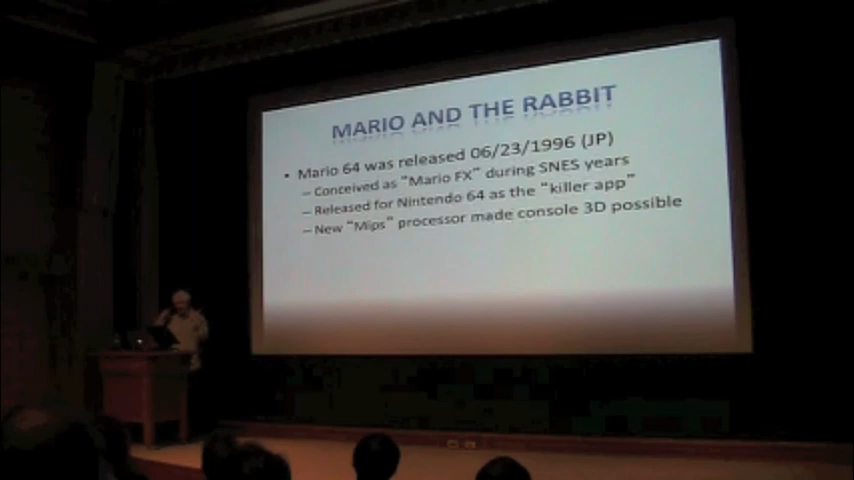 MARIO AND THE RABBIT
• Mario 64 was released 06/23/1996 (JP)
– Conceived as “Mario FX” during SNES years
– Released for Nintendo 64 as the “killer app”
– New “Mips” processor made console 3D possible